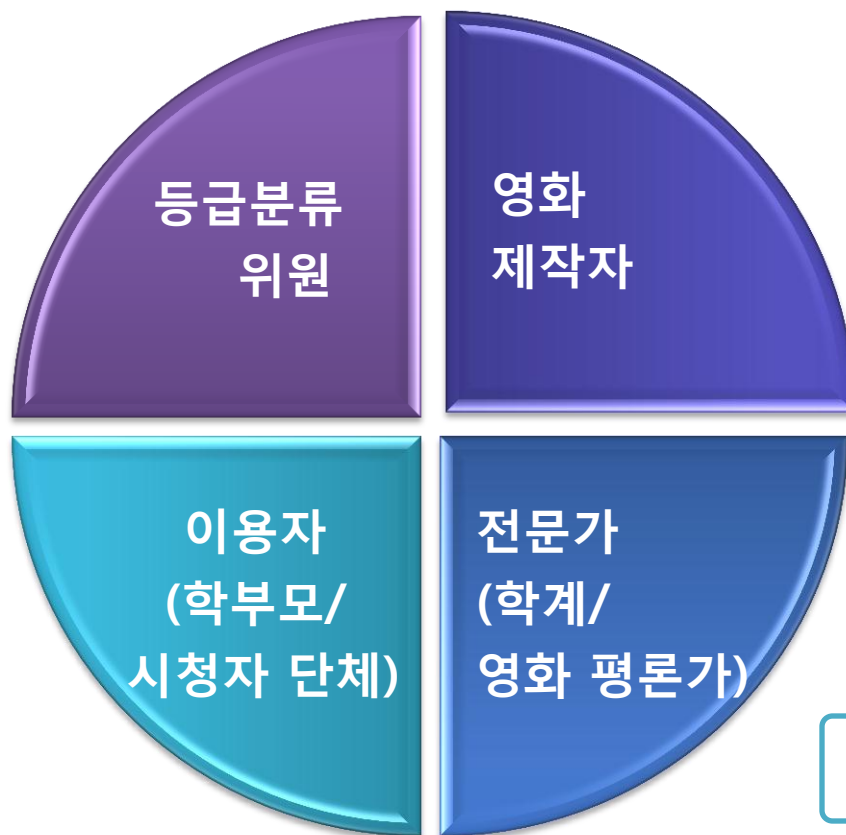 등급분류
위원
영화
제작자
이용자
(학부모/
시청자 단체)
전문가
(학계/
영화 평론가)